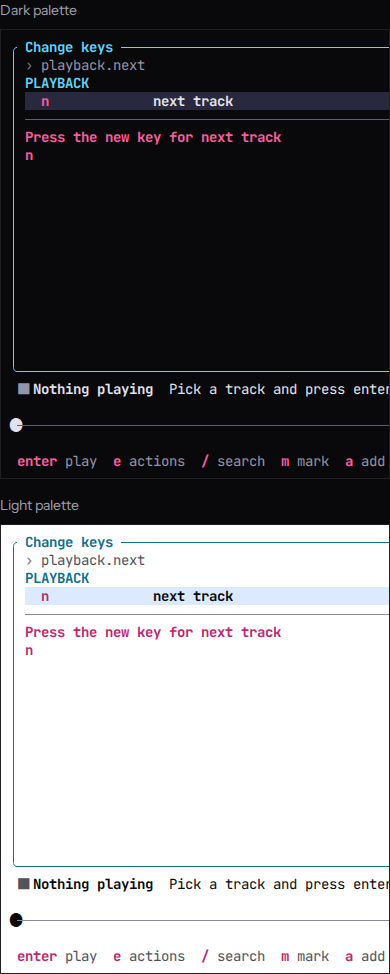 Dark palette
Change keys
› playback.next
PLAYBACK
n next track
Press the new key for next track
n
Nothing playing Pick a track and press enter
enter play e actions / search m mark a add
Light palette
Change keys
› playback.next
PLAYBACK
n next track
Press the new key for next track
n
Nothing playing Pick a track and press enter
enter play e actions / search m mark a add